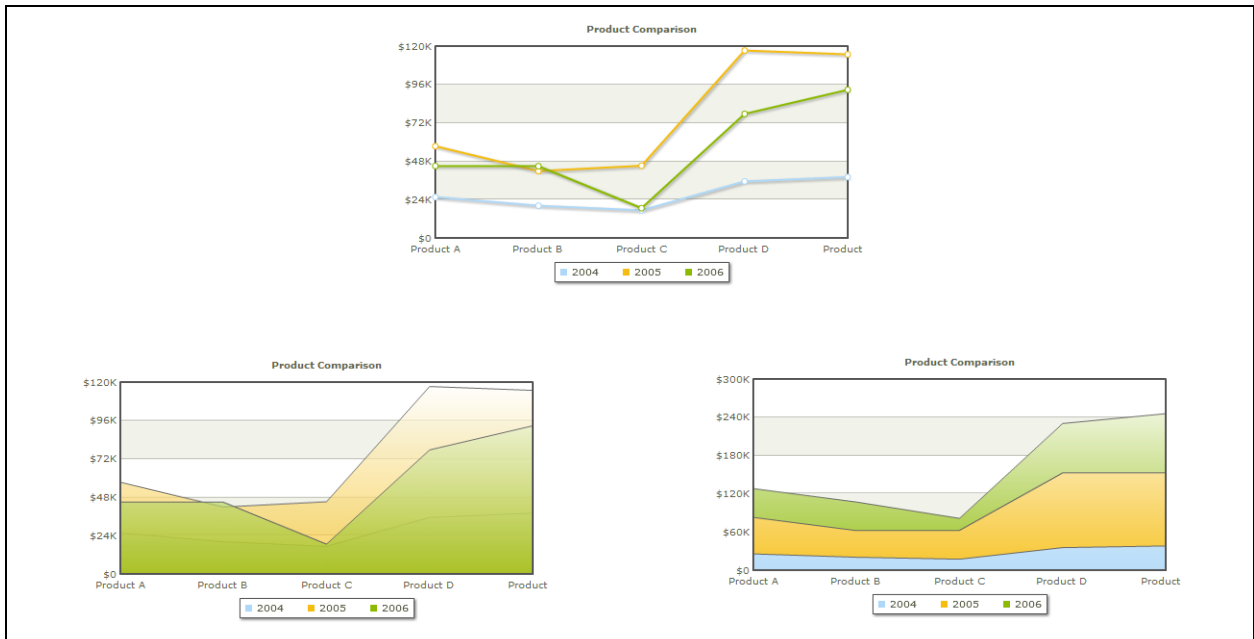 Product Comparison
$120K
$96K
$72K
$48K
$24K
$0
Product A Product B Product C Product D Product
2004 2005 2006
Product Comparison
$120K
$96K
$72K
$48K
$24K
$0
Product A Product B Product C Product D Product
2004 2005 2006
Product Comparison
$300K
$240K
$180K
$120K
$60K
$0
Product A Product B Product C Product D Product
2004 2005 2006